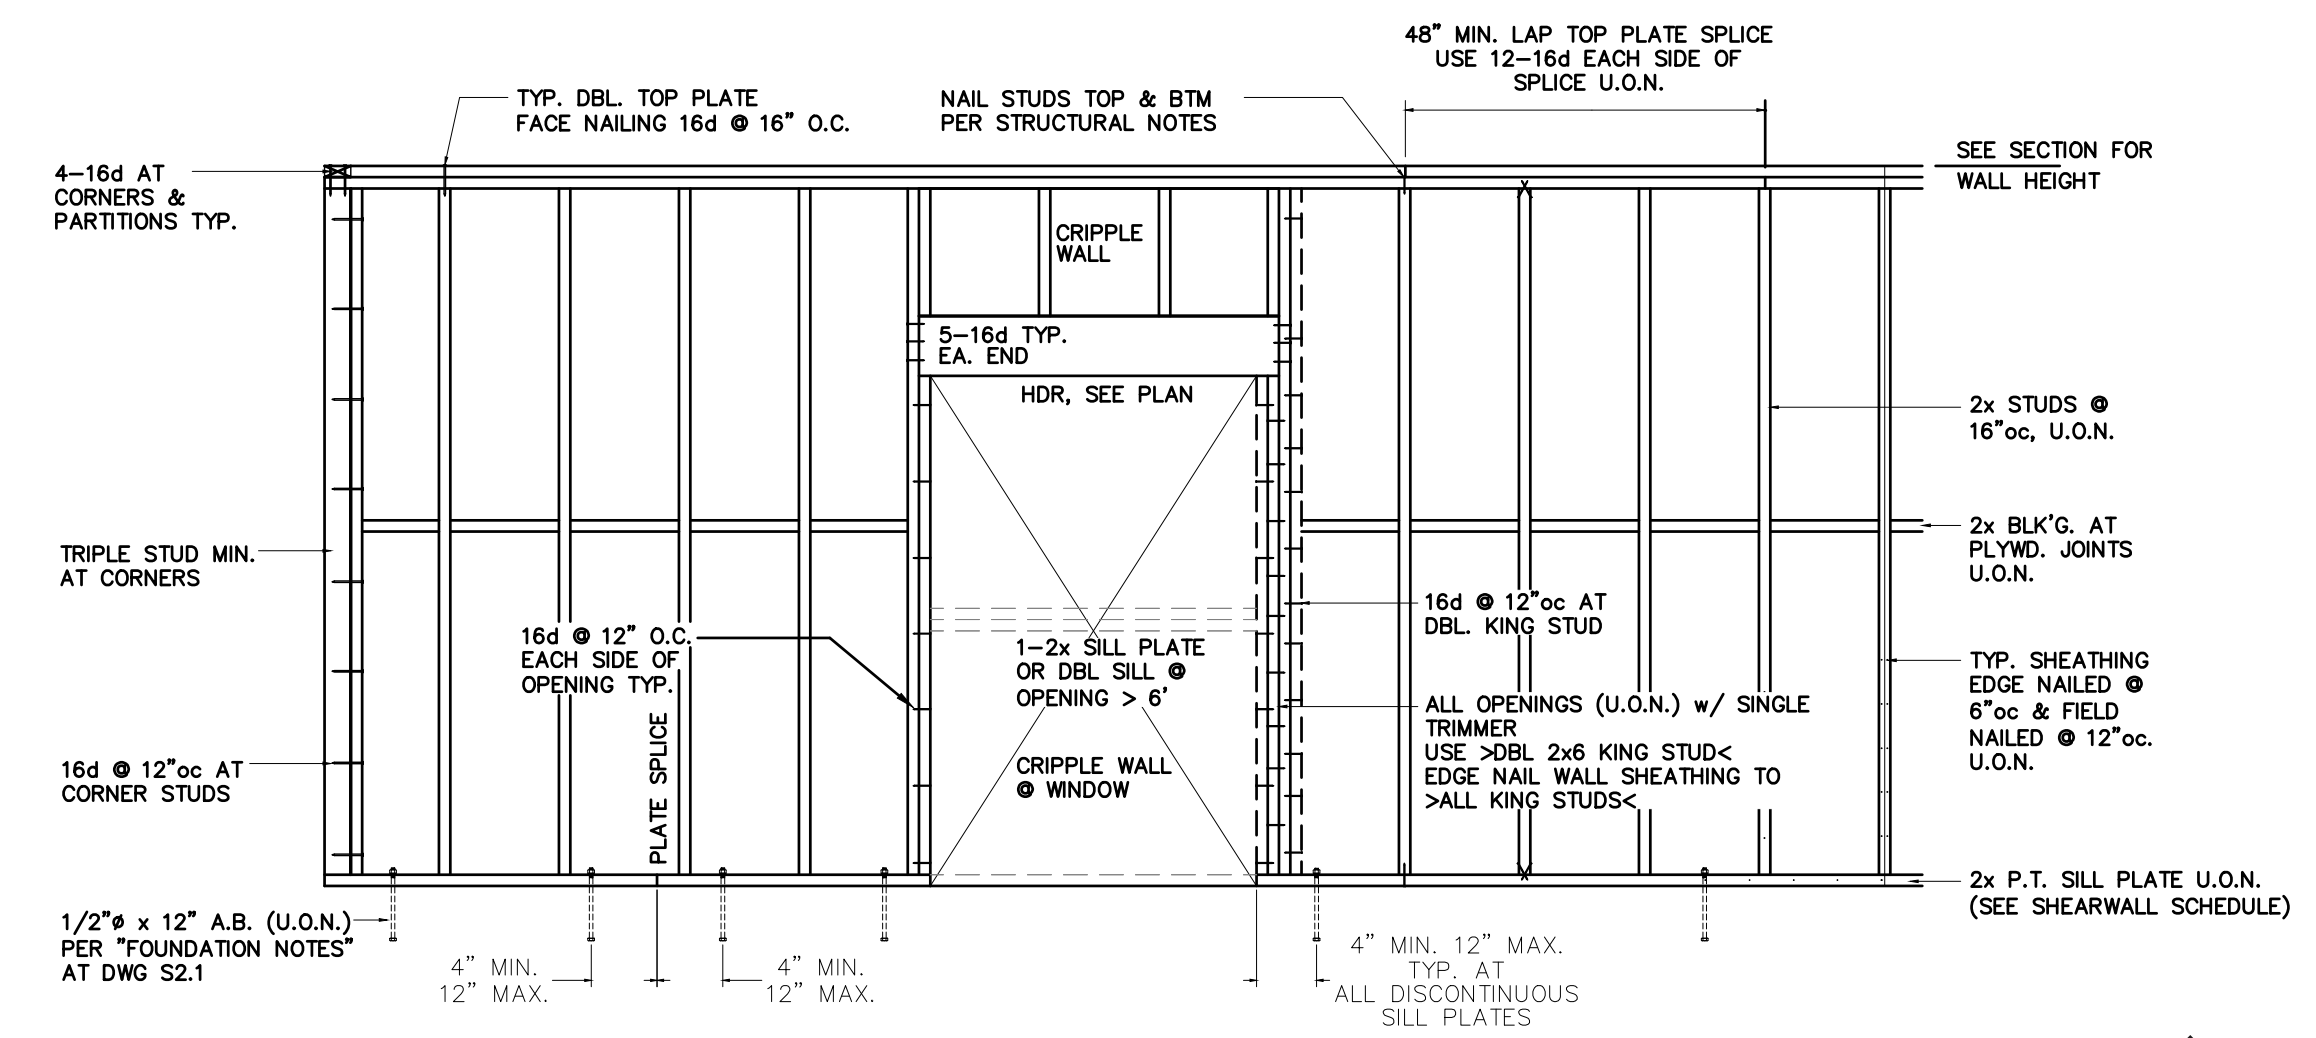 48” MIN. LAP TOP PLATE SPLICE
USE 12-16d EACH SIDE OF
SPLICE U.O.N.
TYP. DBL. TOP PLATE
FACE NAILING 16d @ 16” O.C.
NAIL STUDS TOP & BTM
PER STRUCTURAL NOTES
SEE SECTION FOR
WALL HEIGHT
4-16d AT
CORNERS &
PARTITIONS TYP.
CRIPPLE
WALL
5-16d TYP.
EA. END
HDR, SEE PLAN
2x STUDS @
16”oc, U.O.N.
2x BLK'G. AT
PLYWD. JOINTS
U.O.N.
TRIPLE STUD MIN.
AT CORNERS
16d @ 12” O.C.
EACH SIDE OF
OPENING TYP.
1-2x SILL PLATE
OR DBL SILL @
OPENING > 6'
16d @ 12”oc AT
DBL. KING STUD
TYP. SHEATHING
EDGE NAILED @
6”oc & FIELD
NAILED @ 12”oc.
U.O.N.
ALL OPENINGS (U.O.N.) w/ SINGLE
TRIMMER
USE >DBL 2x6 KING STUD<
EDGE NAIL WALL SHEATHING TO
>ALL KING STUDS<
PLATE SPLICE
CRIPPLE WALL
@ WINDOW
16d @ 12”oc AT
CORNER STUDS
2x P.T. SILL PLATE U.O.N.
(SEE SHEARWALL SCHEDULE)
1/2”ø x 12” A.B. (U.O.N.)
PER ”FOUNDATION NOTES”
AT DWG S2.1
4” MIN.
12” MAX.
4” MIN.
12” MAX.
4” MIN. 12” MAX.
TYP. AT
ALL DISCONTINUOUS
SILL PLATES